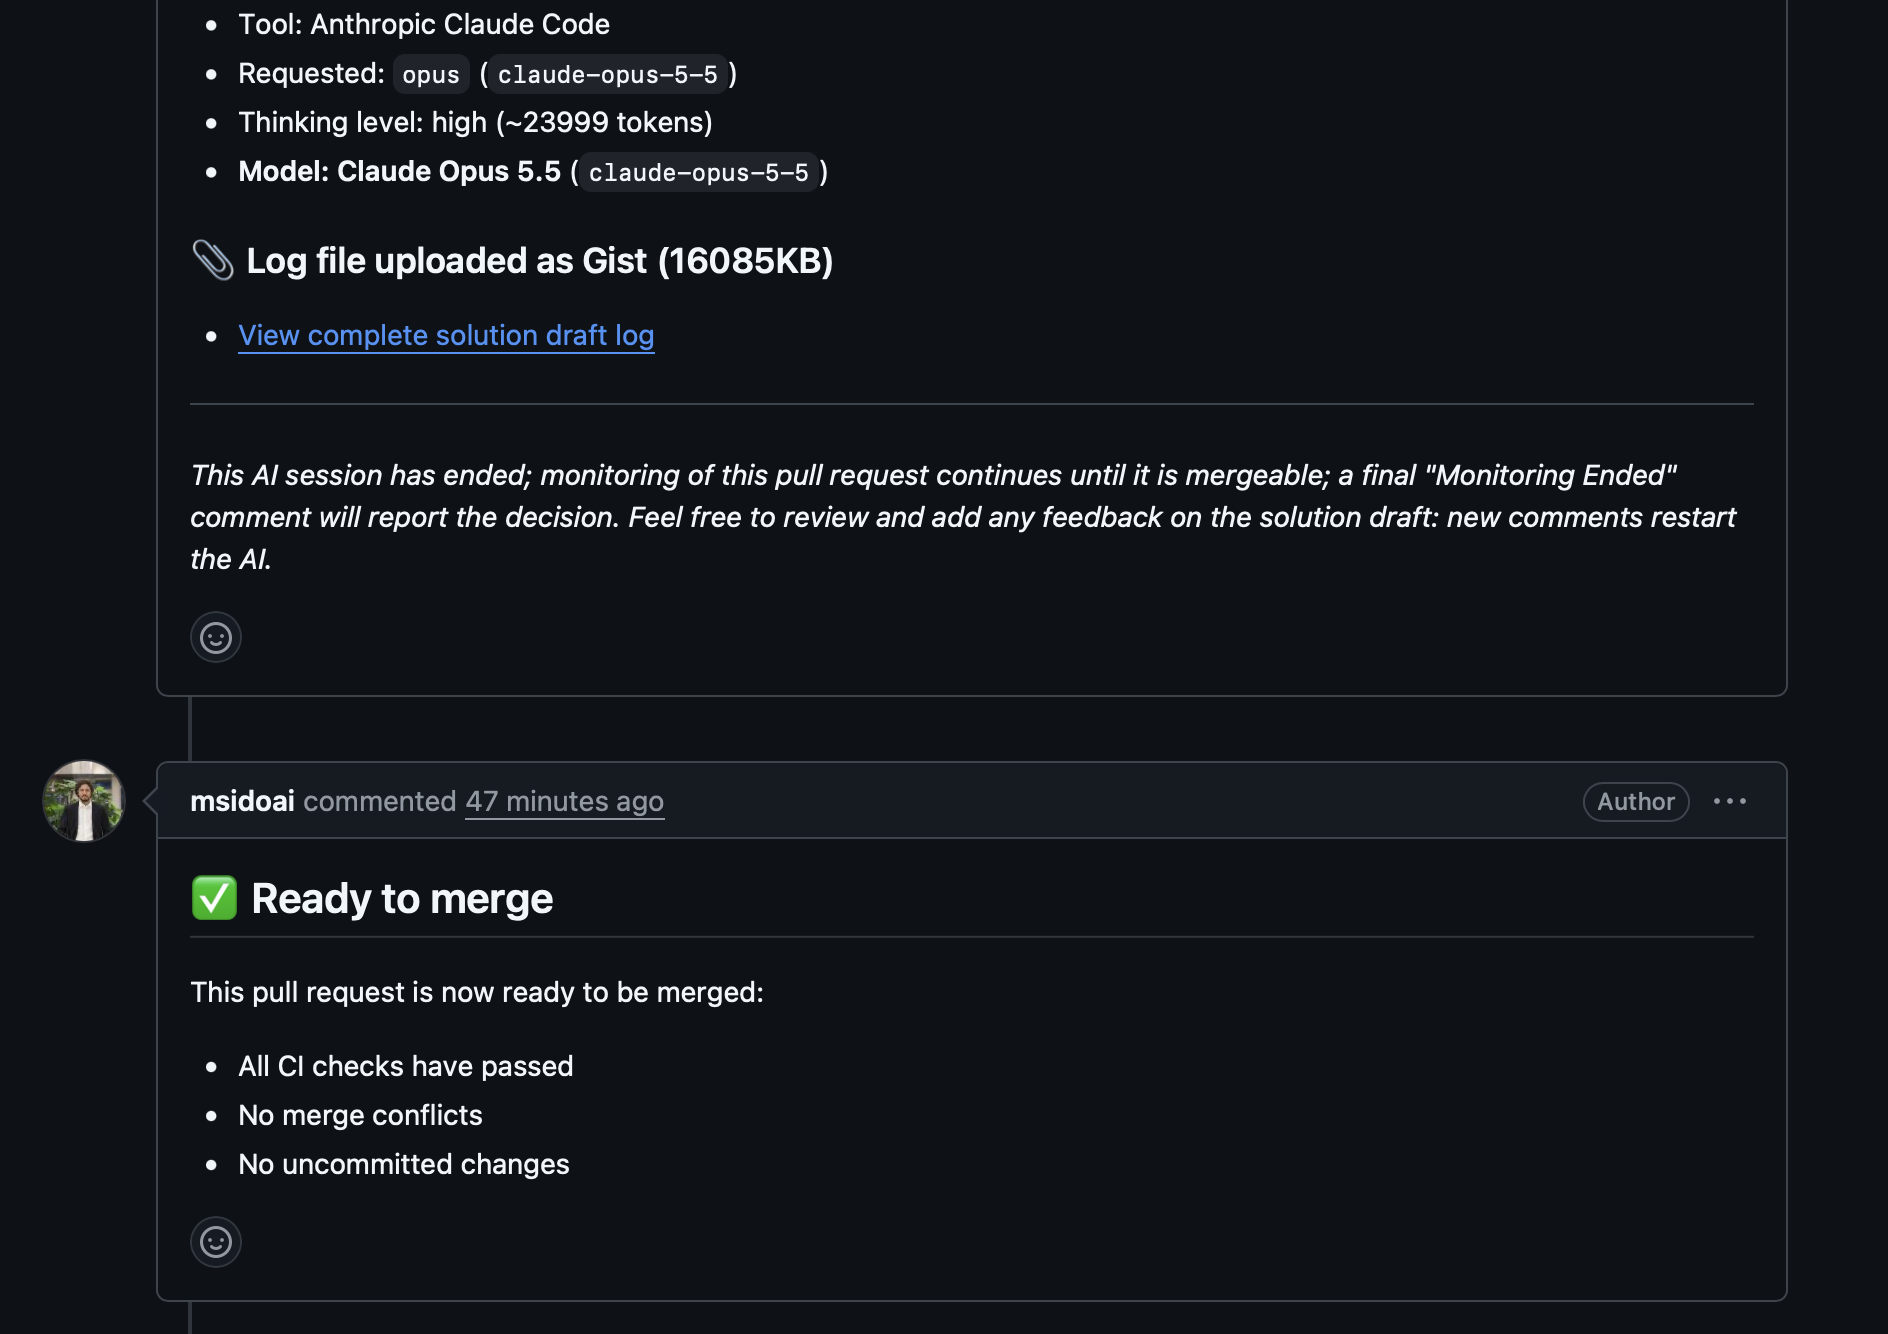 Tool: Anthropic Claude Code
Requested: opus (claude-opus-5-5)
Thinking level: high (~23999 tokens)
Model: Claude Opus 5.5 (claude-opus-5-5)
Log file uploaded as Gist (16085KB)
View complete solution draft log
This AI session has ended; monitoring of this pull request continues until it is mergeable; a final "Monitoring Ended"
comment will report the decision. Feel free to review and add any feedback on the solution draft: new comments restart
the AI.
msidoai commented 47 minutes ago Author
Ready to merge
This pull request is now ready to be merged:
All CI checks have passed
No merge conflicts
No uncommitted changes